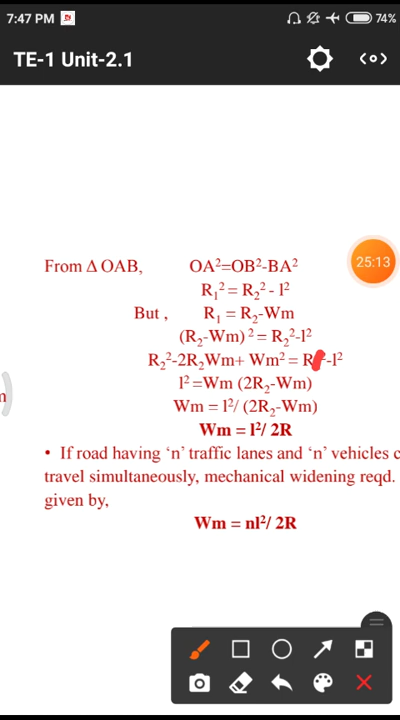 7:47 PM
74%
TE-1 Unit-2.1
25:13
From Δ OAB, OA²=OB²-BA²
R₁² = R₂² - l²
But , R₁ = R₂-Wm
(R₂-Wm) ² = R₂²-l²
R₂²-2R₂Wm+ Wm² = R -l²
l² =Wm (2R₂-Wm)
Wm = l²/ (2R₂-Wm)
Wm = l²/ 2R
• If road having ‘n’ traffic lanes and ‘n’ vehicles c
travel simultaneously, mechanical widening reqd.
given by,
Wm = nl²/ 2R